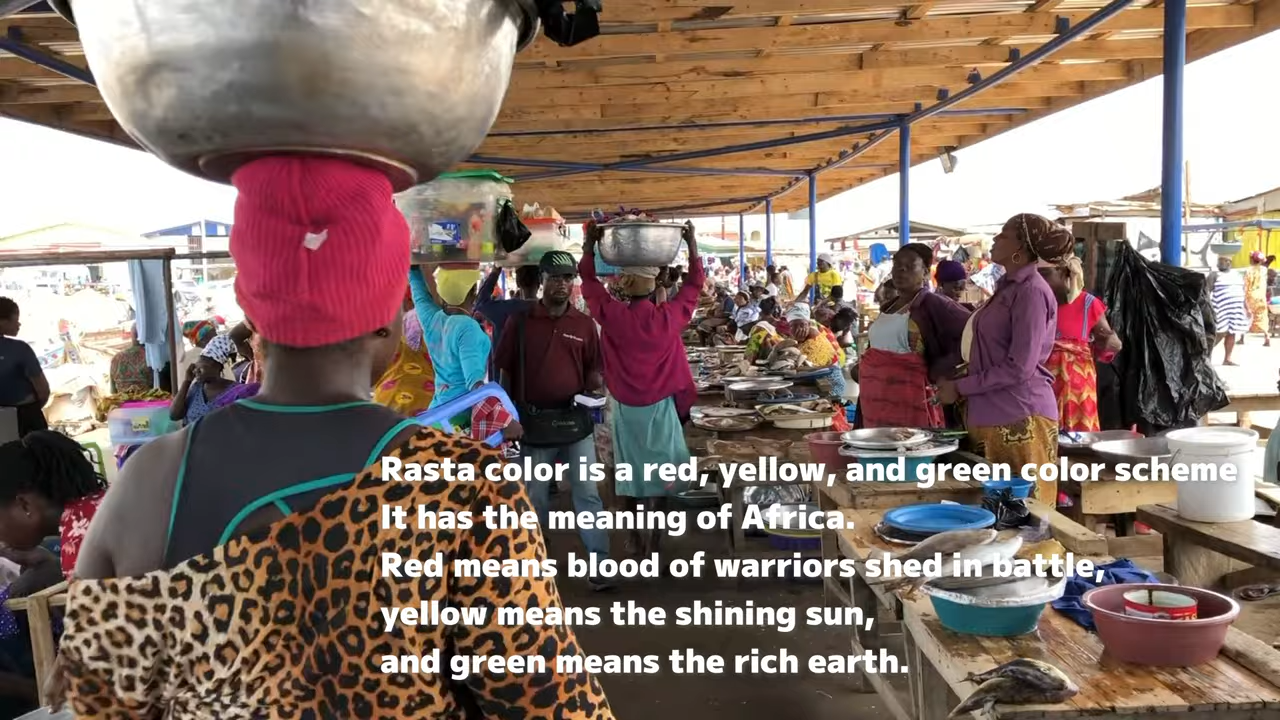 Rasta color is a red, yellow, and green color scheme
It has the meaning of Africa.
Red means blood of warriors shed in battle,
yellow means the shining sun,
and green means the rich earth.